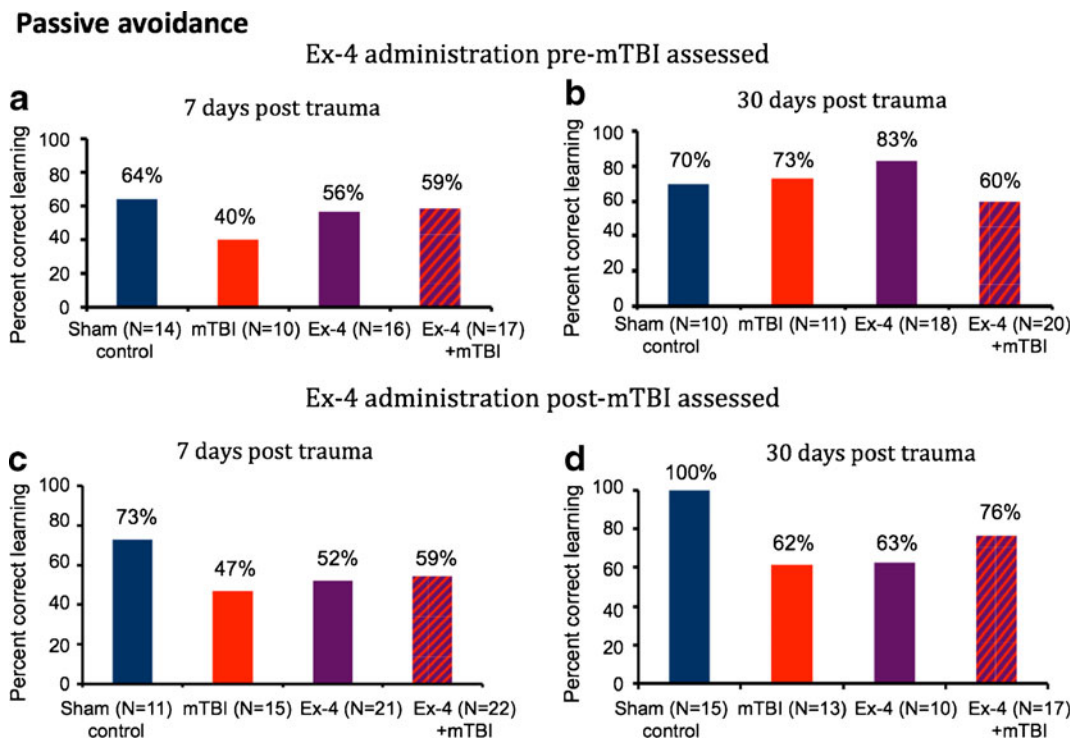 Passive avoidance
Ex-4 administration pre-mTBI assessed
a
7 days post trauma
Percent correct learning
100
80
60
40
20
0
64%
40%
56%
59%
Sham (N=14) mTBI (N=10) Ex-4 (N=16) Ex-4 (N=17)
control +mTBI
b
30 days post trauma
Percent correct learning
100
80
60
40
20
0
70%
73%
83%
60%
Sham (N=10) mTBI (N=11) Ex-4 (N=18) Ex-4 (N=20)
control +mTBI
Ex-4 administration post-mTBI assessed
c
7 days post trauma
Percent correct learning
100
80
60
40
20
0
73%
47%
52%
59%
Sham (N=11) mTBI (N=15) Ex-4 (N=21) Ex-4 (N=22)
control +mTBI
d
30 days post trauma
Percent correct learning
100
80
60
40
20
0
100%
62%
63%
76%
Sham (N=15) mTBI (N=13) Ex-4 (N=10) Ex-4 (N=17)
control +mTBI